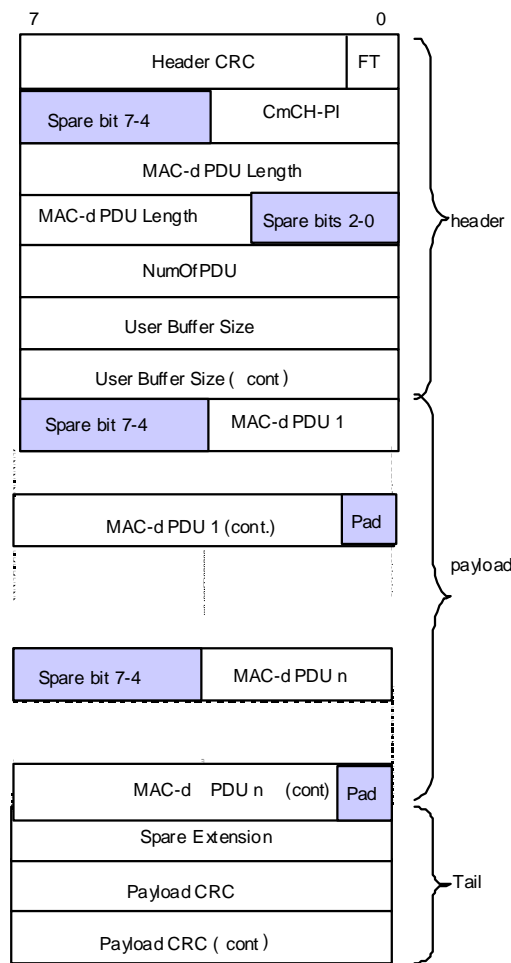 7 0
Header CRC FT
Spare bit 7-4 CmCH-PI
MAC-d PDU Length
MAC-d PDU Length Spare bits 2-0
header
NumOfPDU
User Buffer Size
User Buffer Size ( cont )
Spare bit 7-4 MAC-d PDU 1
MAC-d PDU 1 (cont.) Pad
payload
Spare bit 7-4 MAC-d PDU n
MAC-d PDU n (cont) Pad
Spare Extension
Payload CRC
Tail
Payload CRC ( cont )